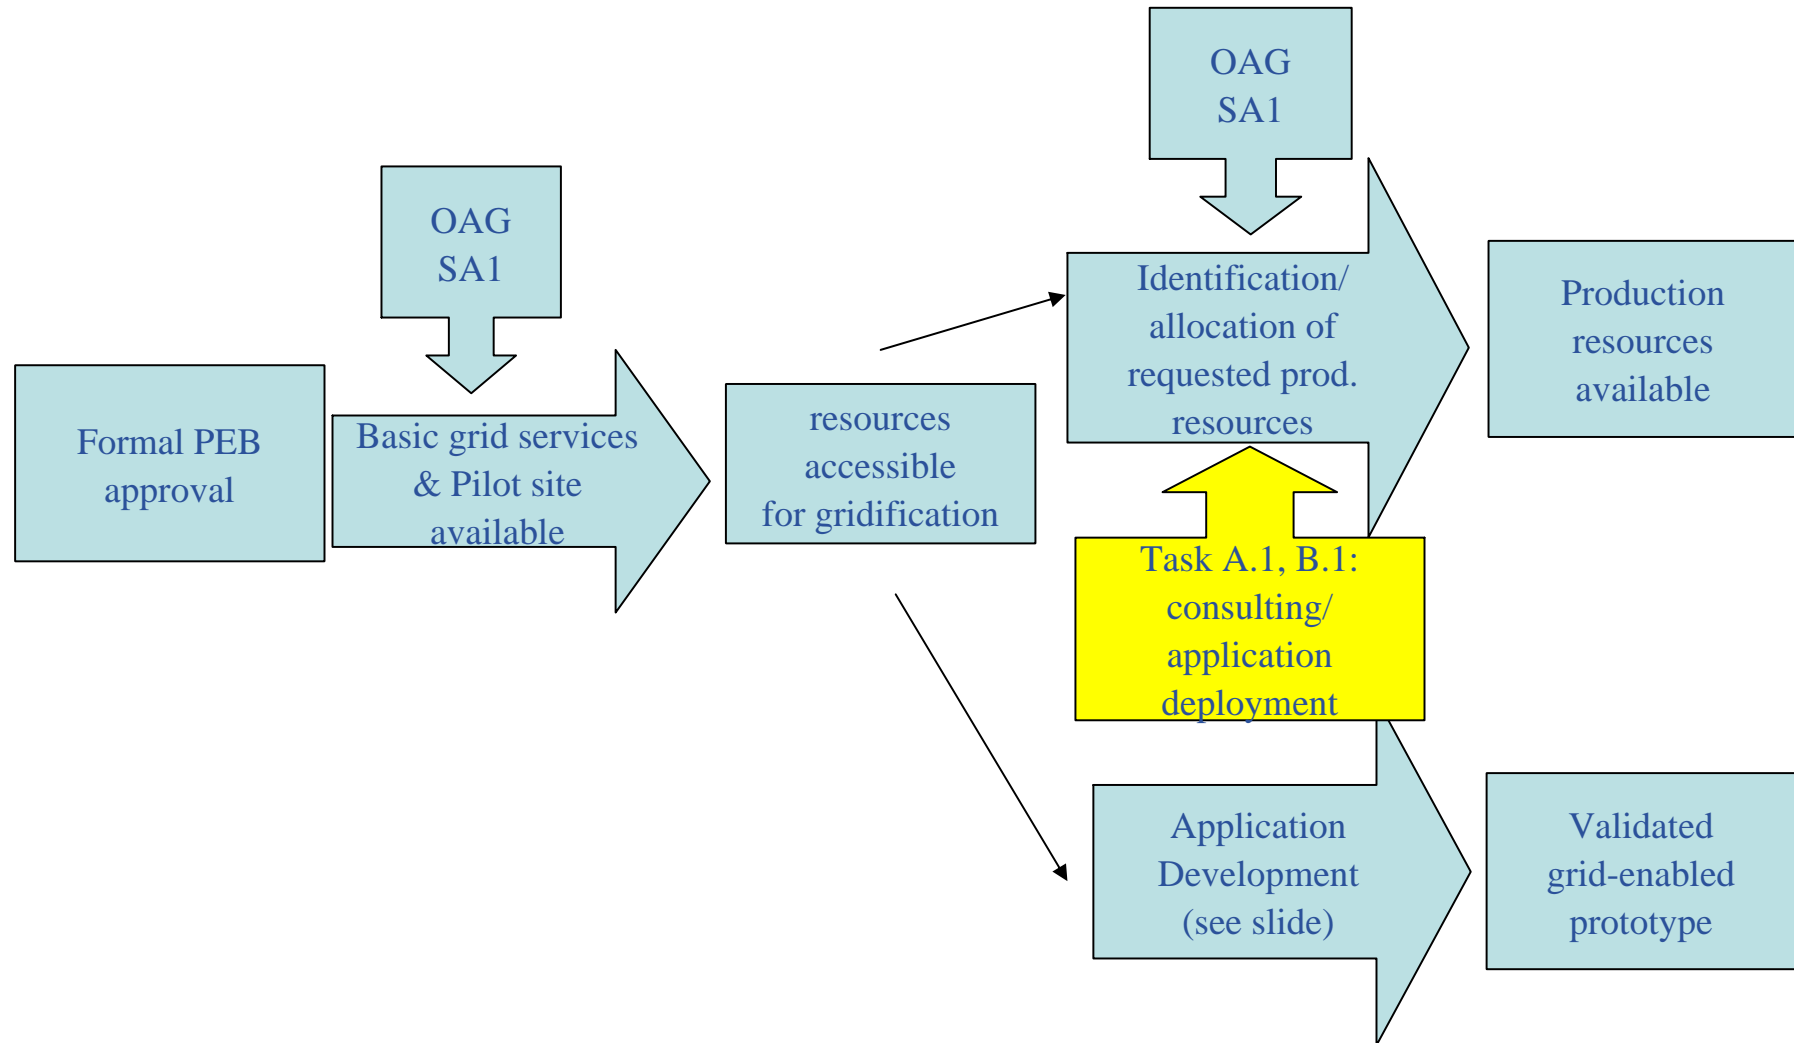 OAG
SA1
OAG
SA1
Formal PEB
approval
Basic grid services
& Pilot site
available
resources
accessible
for gridification
Identification/
allocation of
requested prod.
resources
Production
resources
available
Task A.1, B.1:
consulting/
application
deployment
Application
Development
(see slide)
Validated
grid-enabled
prototype